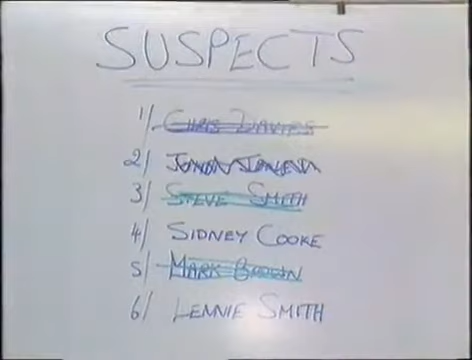 SUSPECTS
1/ CHRIS DAVIES
2/
3/ STEVE SMITH
4/ SIDNEY COOKE
5/ MARK BROWN
6/ LENNIE SMITH